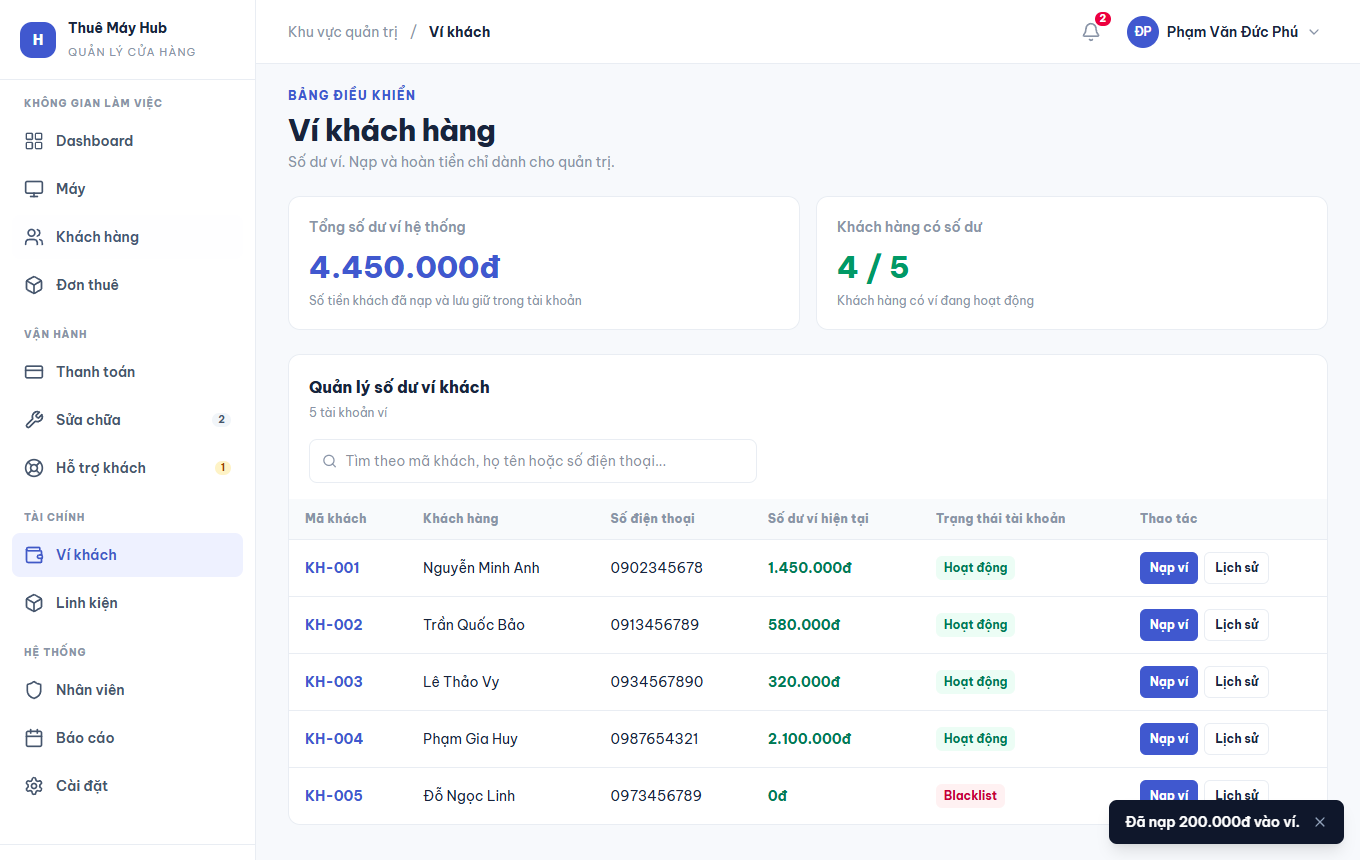 H
Thuê Máy Hub
QUẢN LÝ CỬA HÀNG
KHÔNG GIAN LÀM VIỆC
Dashboard
Máy
Khách hàng
Đơn thuê
VẬN HÀNH
Thanh toán
Sửa chữa 2
Hỗ trợ khách 1
TÀI CHÍNH
Ví khách
Linh kiện
HỆ THỐNG
Nhân viên
Báo cáo
Cài đặt
Khu vực quản trị / Ví khách
2
ĐP Phạm Văn Đức Phú
BẢNG ĐIỀU KHIỂN
Ví khách hàng
Số dư ví. Nạp và hoàn tiền chỉ dành cho quản trị.
Tổng số dư ví hệ thống
4.450.000đ
Số tiền khách đã nạp và lưu giữ trong tài khoản
Khách hàng có số dư
4 / 5
Khách hàng có ví đang hoạt động
Quản lý số dư ví khách
5 tài khoản ví
Tìm theo mã khách, họ tên hoặc số điện thoại...
Mã khách Khách hàng Số điện thoại Số dư ví hiện tại Trạng thái tài khoản Thao tác
KH-001 Nguyễn Minh Anh 0902345678 1.450.000đ Hoạt động Nạp ví Lịch sử
KH-002 Trần Quốc Bảo 0913456789 580.000đ Hoạt động Nạp ví Lịch sử
KH-003 Lê Thảo Vy 0934567890 320.000đ Hoạt động Nạp ví Lịch sử
KH-004 Phạm Gia Huy 0987654321 2.100.000đ Hoạt động Nạp ví Lịch sử
KH-005 Đỗ Ngọc Linh 0973456789 0đ Blacklist Nạp ví Lịch sử
Đã nạp 200.000đ vào ví.